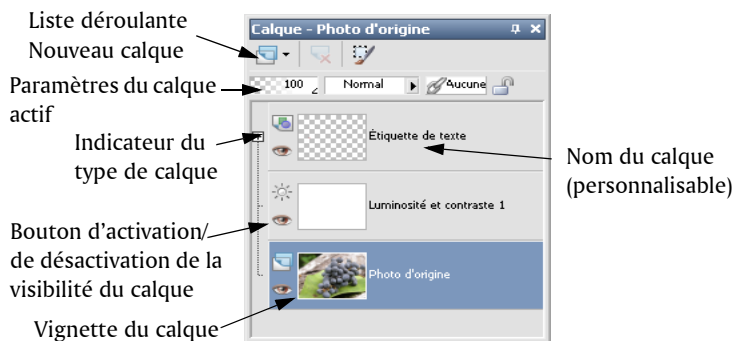 Liste déroulante
Nouveau calque
Calque - Photo d'origine
Paramètres du calque
actif
100
Normal
Aucune
Indicateur du
type de calque
Étiquette de texte
Nom du calque
(personnalisable)
Luminosité et contraste 1
Bouton d’activation/
de désactivation de la
visibilité du calque
Photo d'origine
Vignette du calque